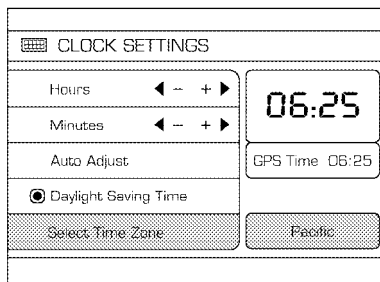 CLOCK SETTINGS
Hours - +
06:25
Minutes - +
Auto Adjust
GPS Time 06:25
Daylight Saving Time
Select Time Zone
Pacific